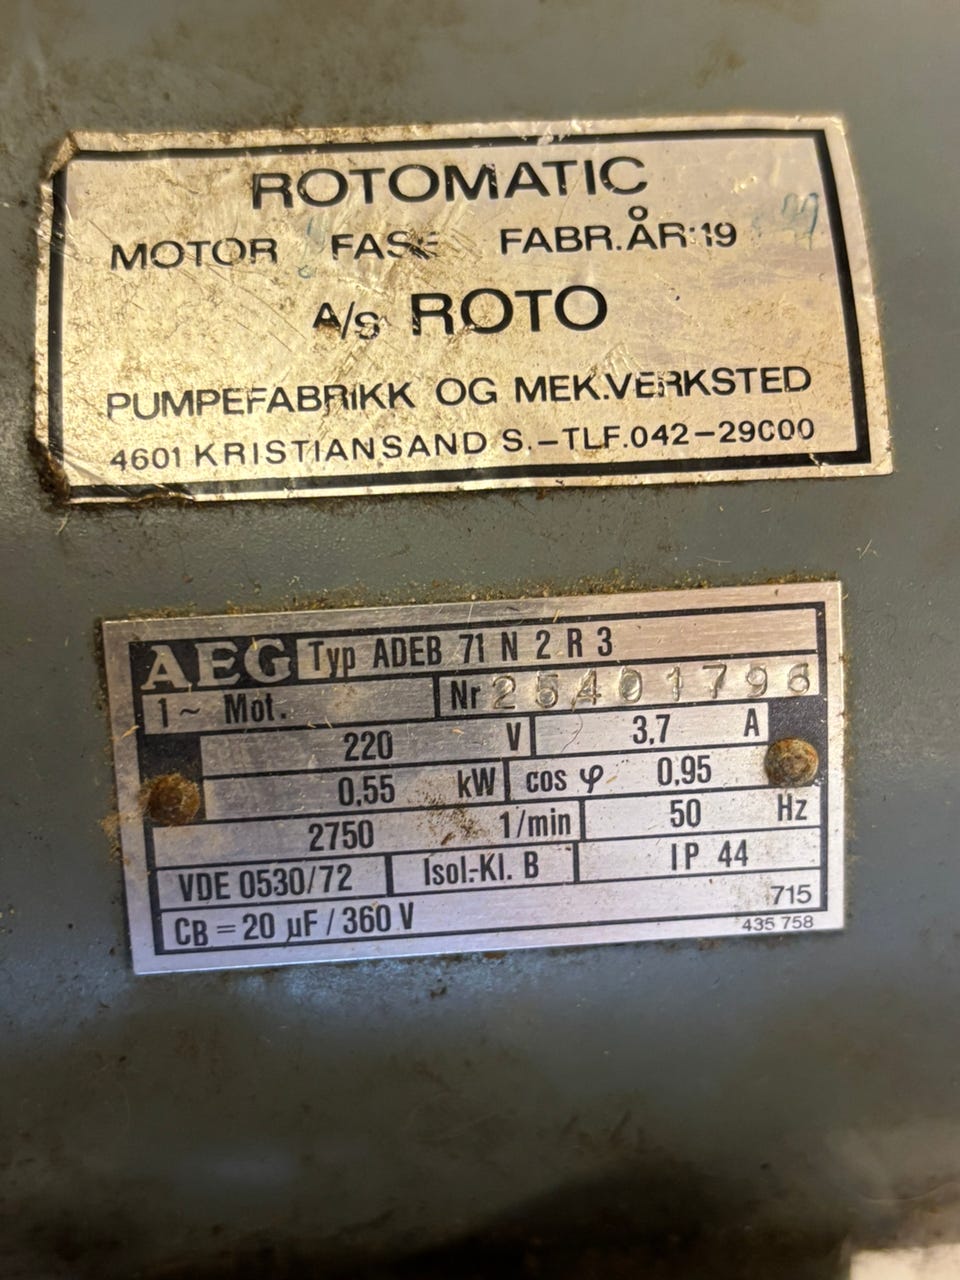 ROTOMATIC
MOTOR FASE FABR.ÅR:19
A/S ROTO
PUMPEFABRIKK OG MEK.VERKSTED
4601 KRISTIANSAND S.-TLF.042-29000
AEG Typ ADEB 71 N 2 R 3
1~ Mot. Nr 25401796
220 V 3,7 A
0,55 kW cos φ 0,95
2750 1/min 50 Hz
VDE 0530/72 Isol.-Kl. B IP 44
CB = 20 µF / 360 V 715
435 758